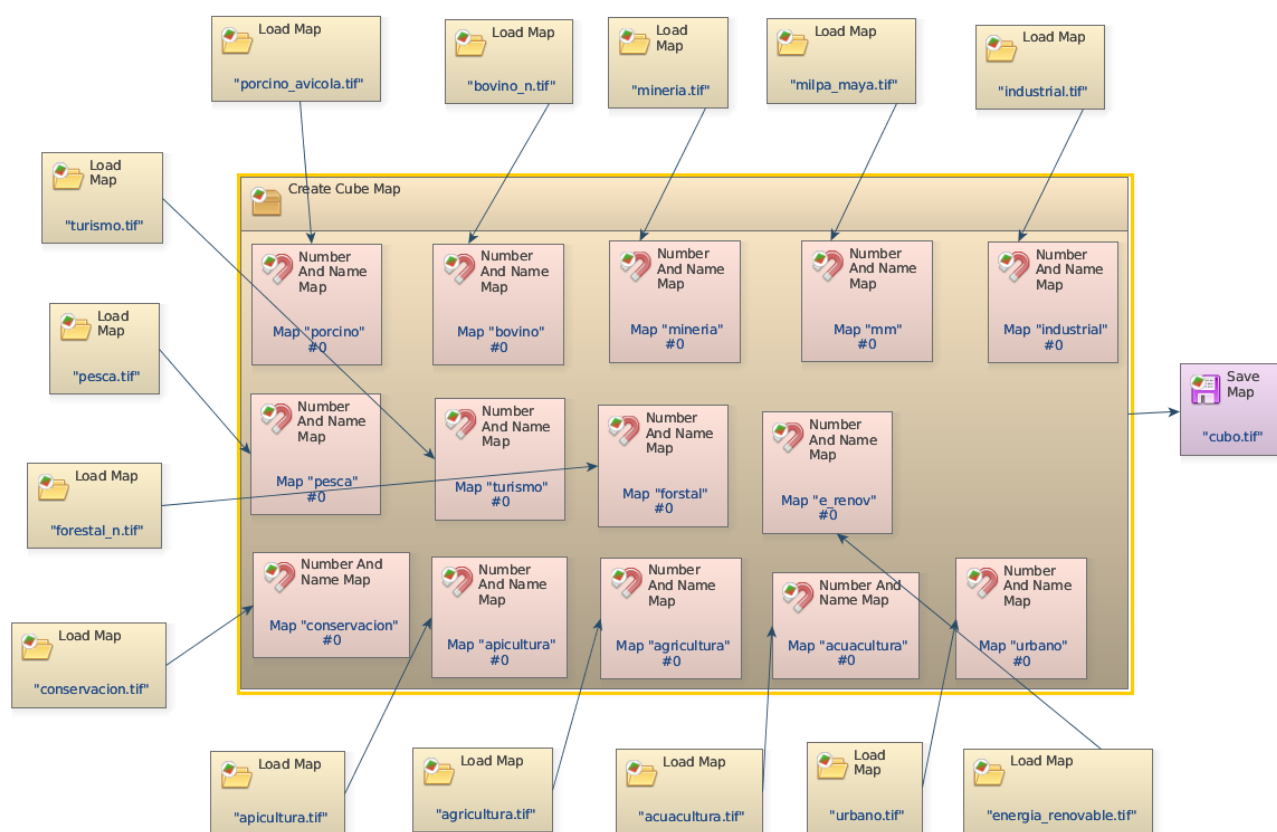 Load Map
"porcino_avicola.tif"
Load Map
"bovino_n.tif"
Load
Map
"mineria.tif"
Load Map
"milpa_maya.tif"
Load Map
"industrial.tif"
Load
Map
"turismo.tif"
Create Cube Map
Number
And Name
Map
Map "porcino"
#0
Number
And Name
Map
Map "bovino"
#0
Number
And Name
Map
Map "mineria"
#0
Number
And Name
Map
Map "mm"
#0
Number
And Name
Map
Map "industrial"
#0
Load
Map
"pesca.tif"
Number
And Name
Map
Map "pesca"
#0
Number
And Name
Map
Map "turismo"
#0
Number
And Name
Map
Map "forstal"
#0
Number
And Name
Map
Map "e_renov"
#0
Save
Map
"cubo.tif"
Load Map
"forestal_n.tif"
Number And
Name Map
Map "conservacion"
#0
Number
And Name
Map
Map "apicultura"
#0
Number
And Name
Map
Map "agricultura"
#0
Number And
Name Map
Map "acuacultura"
#0
Number
And Name
Map
Map "urbano"
#0
Load Map
"conservacion.tif"
Load Map
"apicultura.tif"
Load Map
"agricultura.tif"
Load Map
"acuacultura.tif"
Load
Map
"urbano.tif"
Load Map
"energia_renovable.tif"